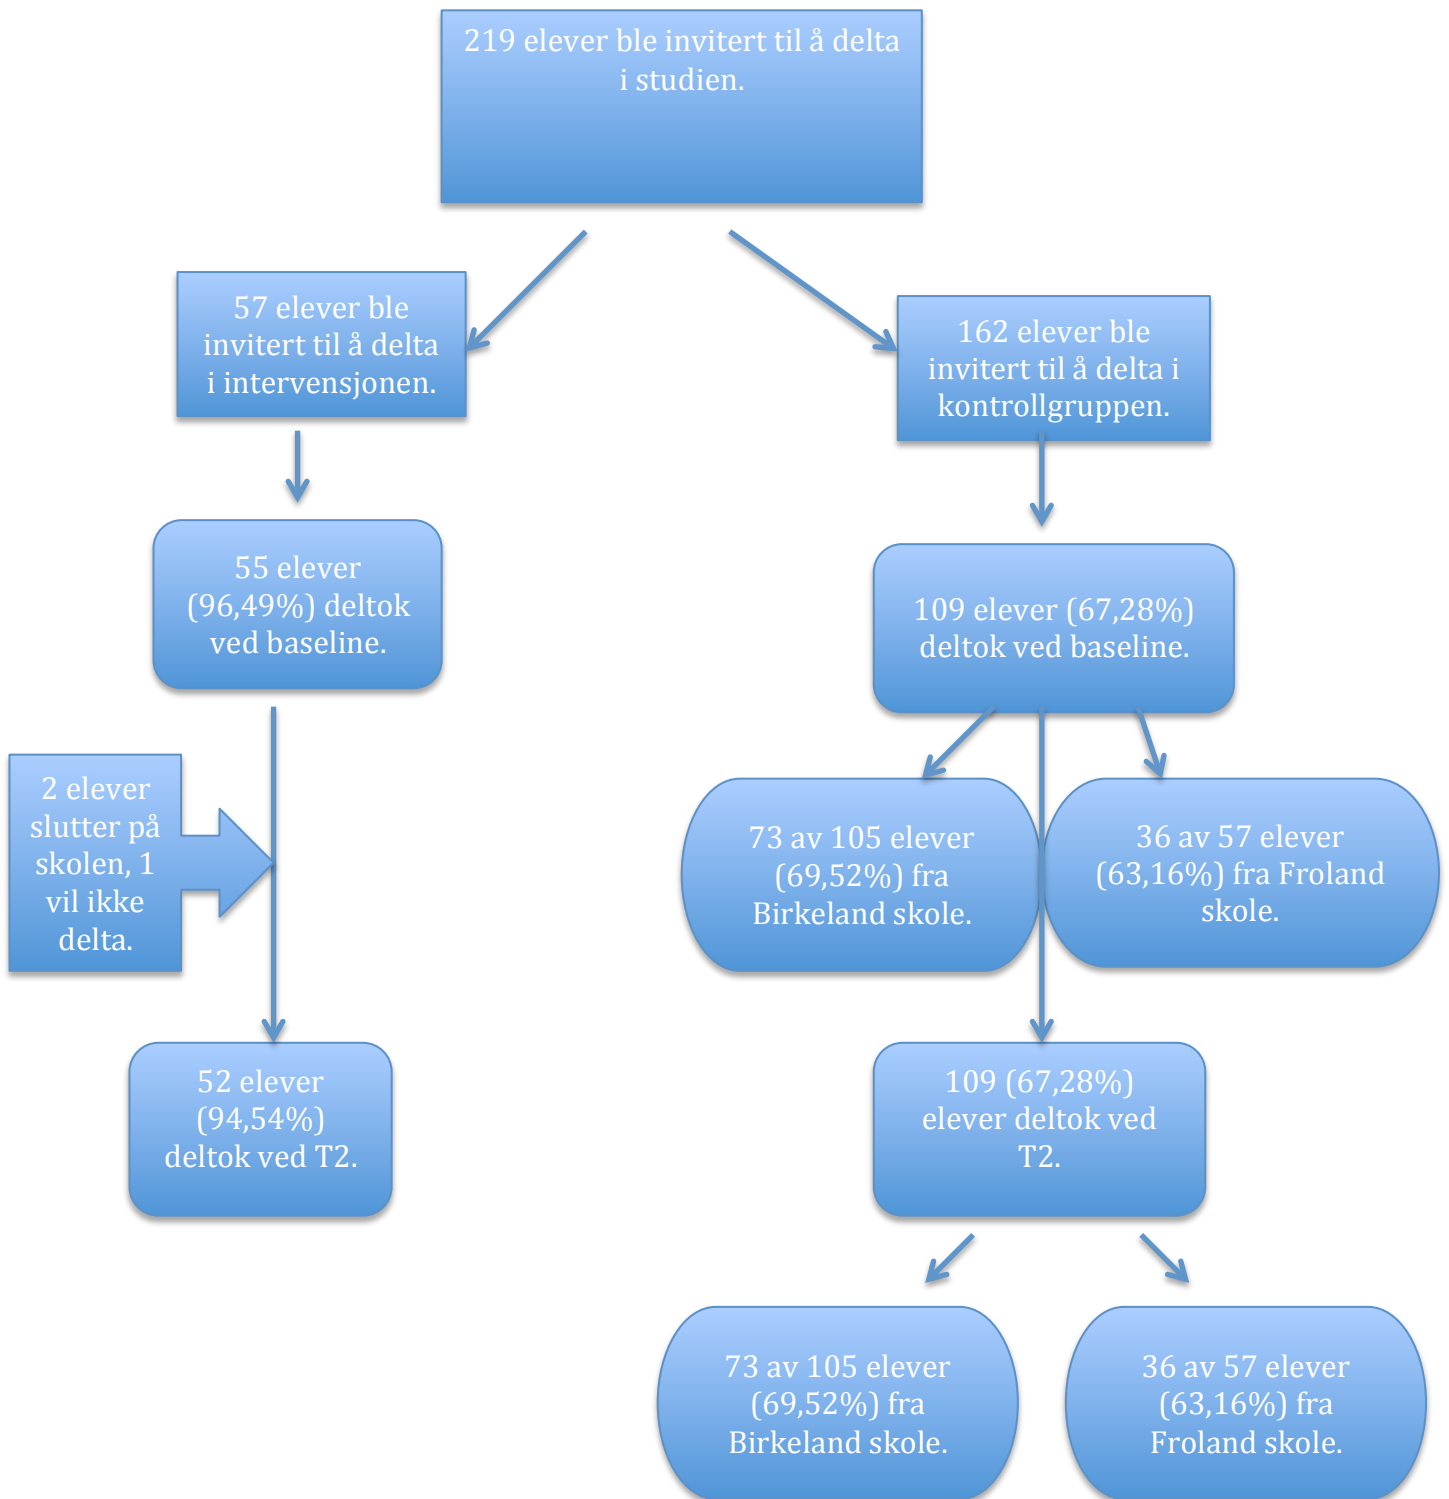 219 elever ble invitert til å delta
i studien.
57 elever ble
invitert til å delta
i intervensjonen.
162 elever ble
invitert til å delta i
kontrollgruppen.
55 elever
(96,49%) deltok
ved baseline.
109 elever (67,28%)
deltok ved baseline.
2 elever
slutter på
skolen, 1
vil ikke
delta.
73 av 105 elever
(69,52%) fra
Birkeland skole.
36 av 57 elever
(63,16%) fra Froland
skole.
52 elever
(94,54%)
deltok ved T2.
109 (67,28%)
elever deltok ved
T2.
73 av 105 elever
(69,52%) fra
Birkeland skole.
36 av 57 elever
(63,16%) fra
Froland skole.